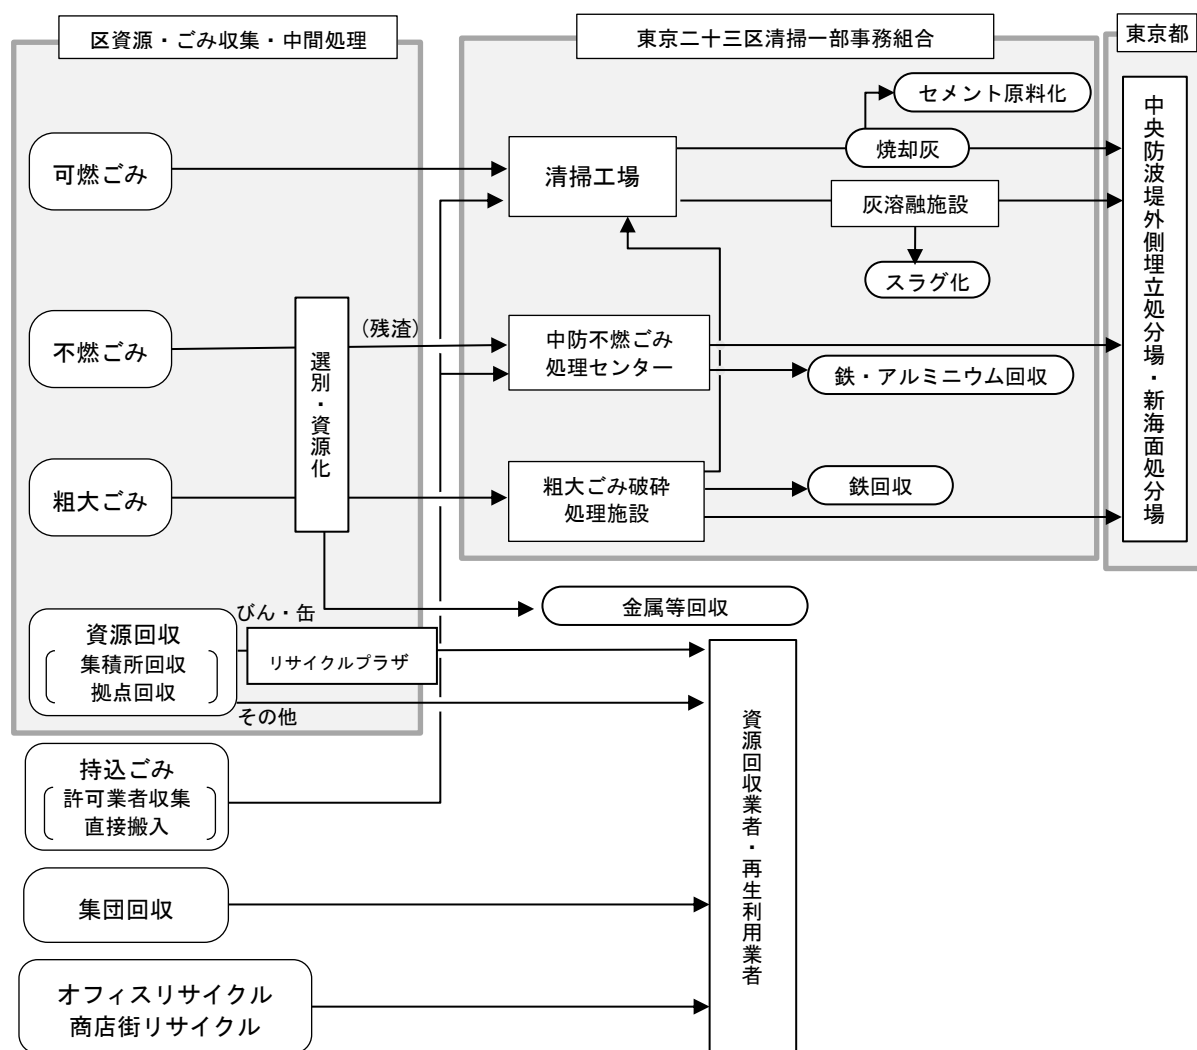 区資源・ごみ収集・中間処理
東京二十三区清掃一部事務組合
東京都
可燃ごみ
清掃工場
セメント原料化
焼却灰
灰溶融施設
スラグ化
中央防波堤外側埋立処分場・新海面処分場
不燃ごみ
選別・資源化
(残渣)
中防不燃ごみ
処理センター
鉄・アルミニウム回収
粗大ごみ
粗大ごみ破砕
処理施設
鉄回収
金属等回収
資源回収
集積所回収
拠点回収
びん・缶
リサイクルプラザ
その他
資源回収業者・再生利用業者
持込ごみ
許可業者収集
直接搬入
集団回収
オフィスリサイクル
商店街リサイクル